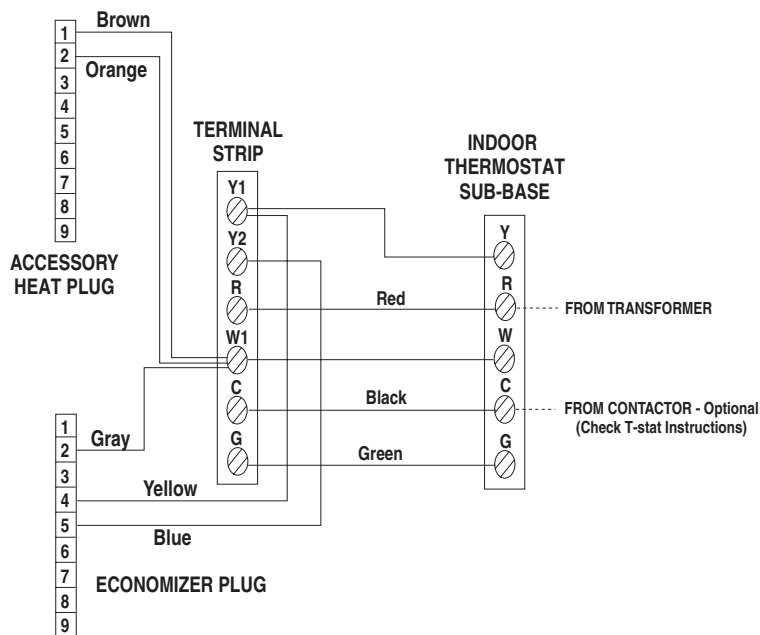 Brown
1
2
3
4
5
6
7
8
9
Orange
ACCESSORY
HEAT PLUG
TERMINAL
STRIP
Y1
Y2
R
W1
C
G
INDOOR
THERMOSTAT
SUB-BASE
Y
R
W
C
G
Red
Black
Green
FROM TRANSFORMER
FROM CONTACTOR - Optional
(Check T-stat Instructions)
1
2
3
4
5
6
7
8
9
Gray
Yellow
Blue
ECONOMIZER PLUG